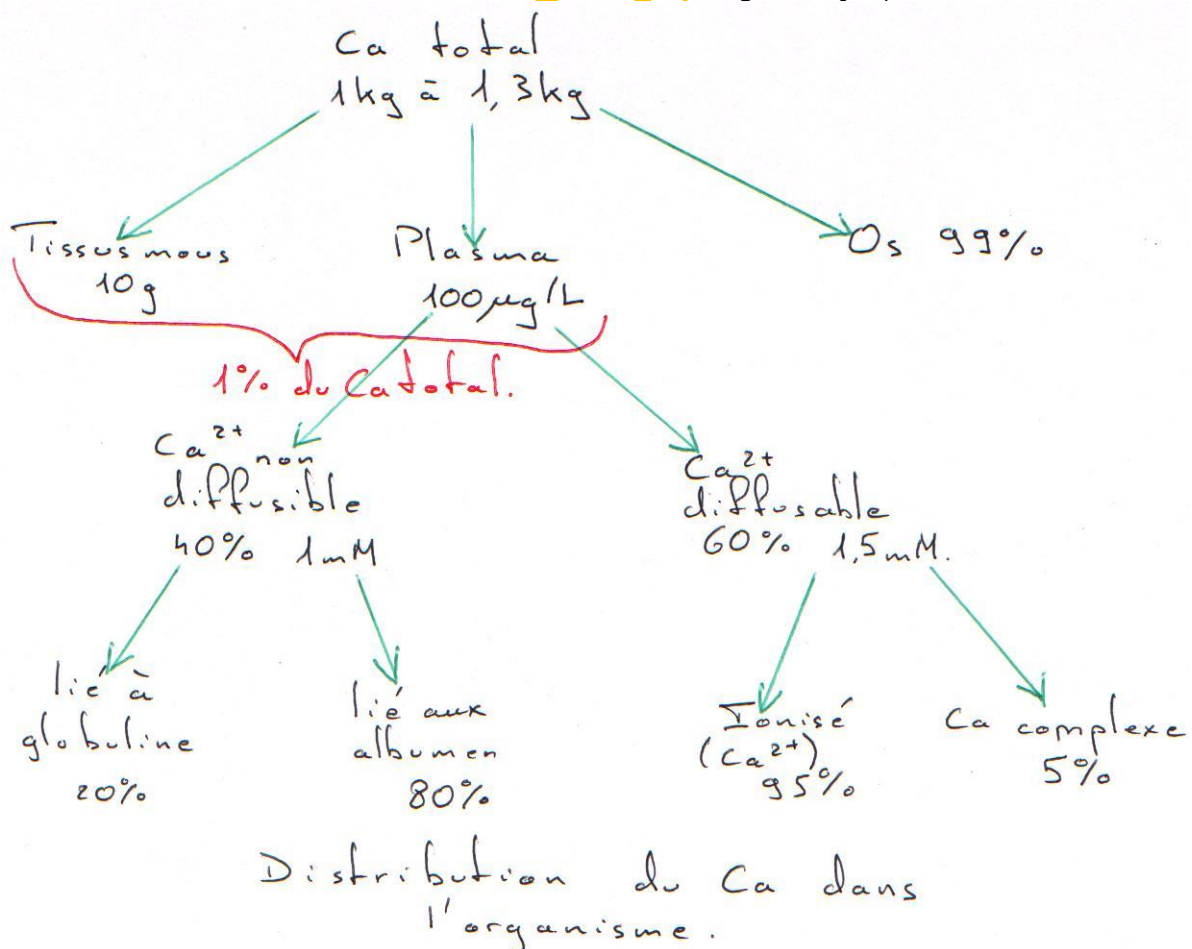 Ca total
1kg à 1,3kg
Tissus mous
10g
Plasma
100µg/L
Os 99%
1% du Ca total.
Ca²⁺ non
diffusible
40% 1mM
Ca²⁺
diffusable
60% 1,5mM.
lié à
globuline
20%
lié aux
albumen
80%
Ionisé
(Ca²⁺)
95%
Ca complexe
5%
Distribution du Ca dans
l'organisme.